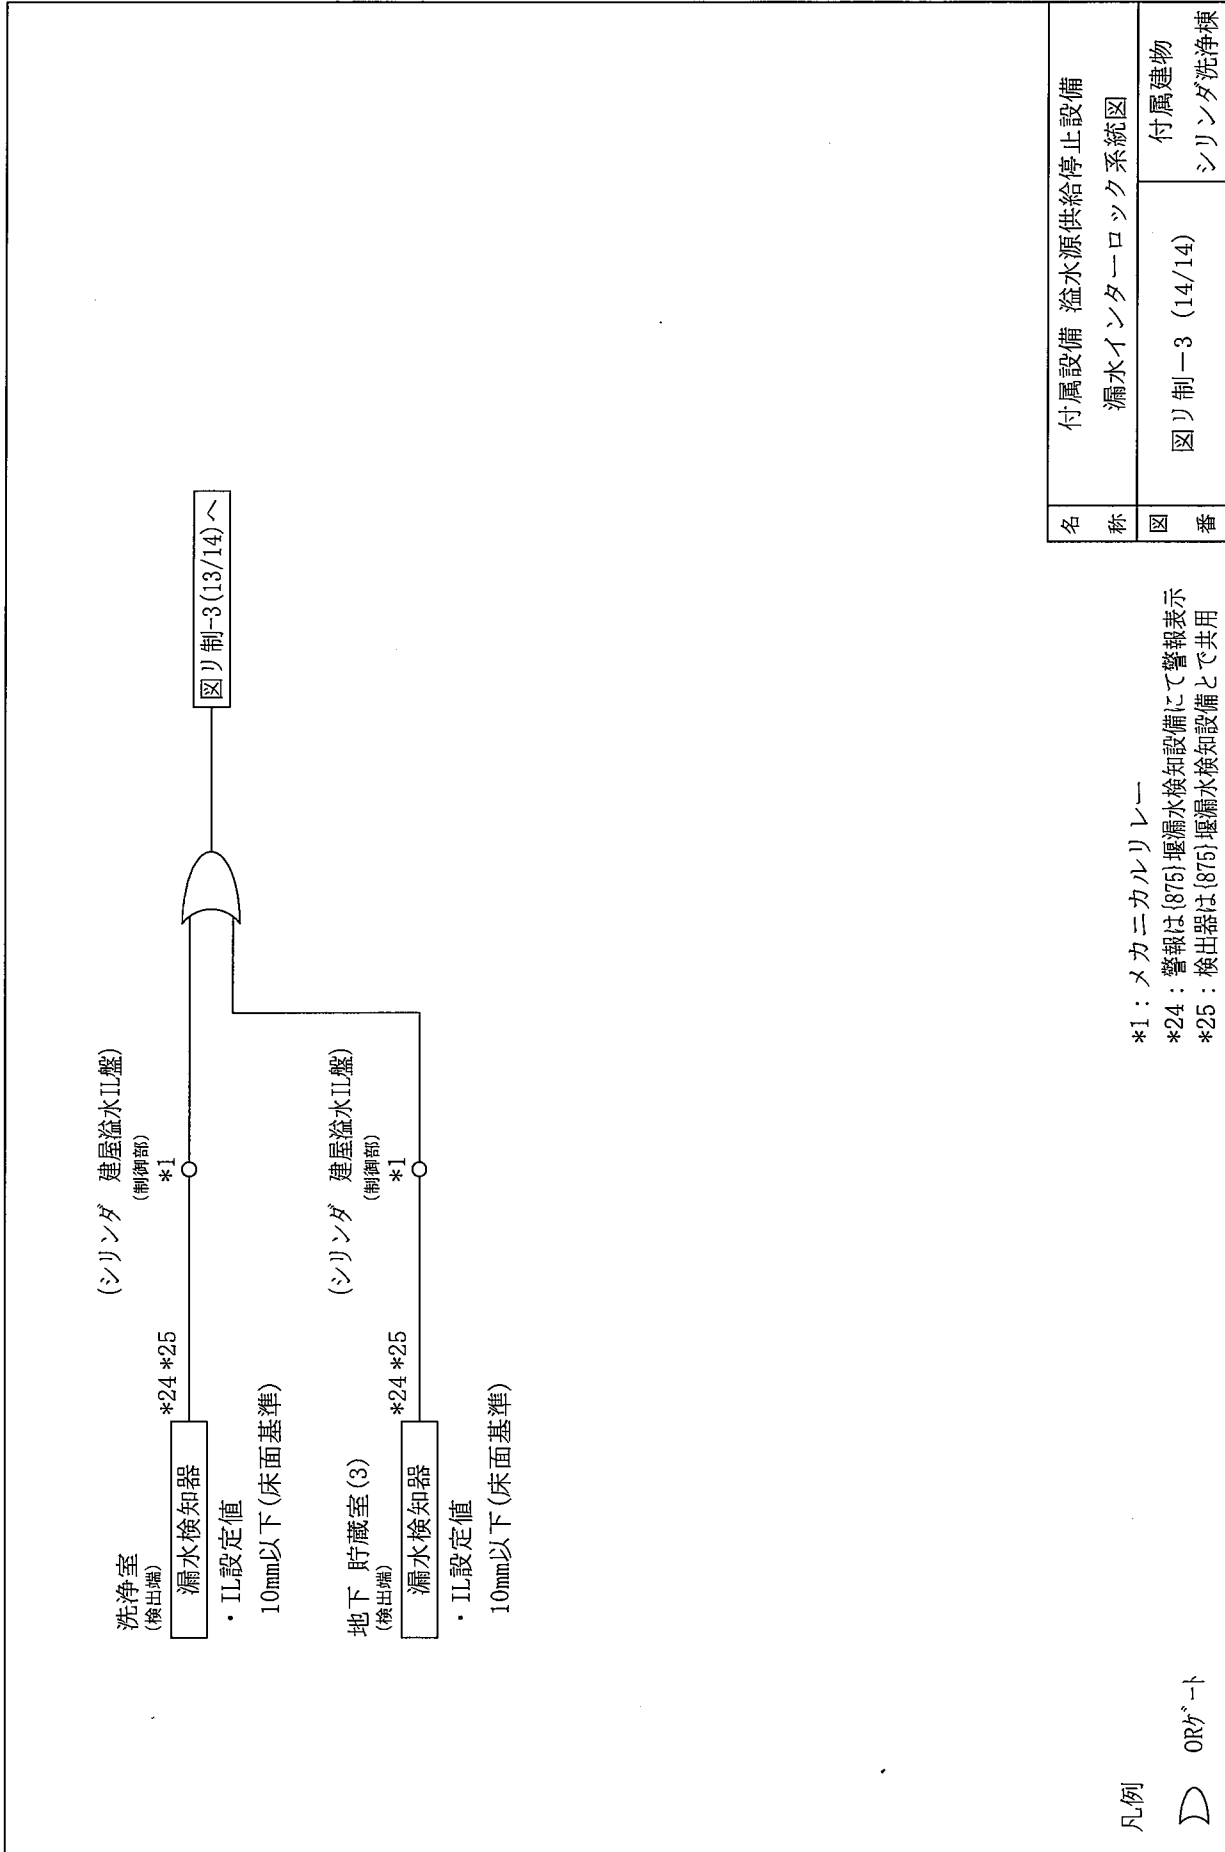 洗浄室
(検出端)
漏水検知器
*24 *25
・IL設定値
10mm以下(床面基準)
(シリンダ 建屋溢水IL盤)
(制御部)
*1
図リ制-3(13/14)へ
地下 貯蔵室(3)
(検出端)
漏水検知器
*24 *25
・IL設定値
10mm以下(床面基準)
(シリンダ 建屋溢水IL盤)
(制御部)
*1
凡例
ORゲート
*1：メカニカルリレー
*24：警報は{875}堰漏水検知設備にて警報表示
*25：検出器は{875}堰漏水検知設備とで共用
名称
付属設備 溢水源供給停止設備
漏水インターロック系統図
図番
図リ制－3 (14/14)
付属建物
シリンダ洗浄棟